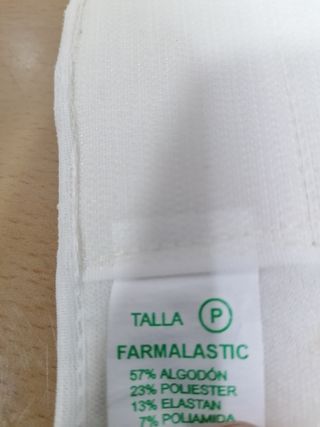 TALLA P
FARMALASTIC
57% ALGODÓN
23% POLIESTER
13% ELASTAN
7% POLIAMIDA